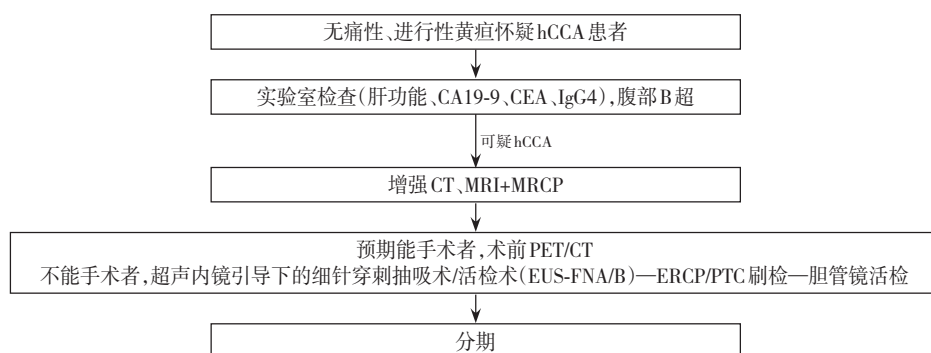 无痛性、进行性黄疸怀疑hCCA患者
实验室检查(肝功能、CA19-9、CEA、IgG4),腹部B超
可疑hCCA
增强CT、MRI+MRCP
预期能手术者,术前PET/CT
不能手术者,超声内镜引导下的细针穿刺抽吸术/活检术(EUS-FNA/B)—ERCP/PTC刷检—胆管镜活检
分期